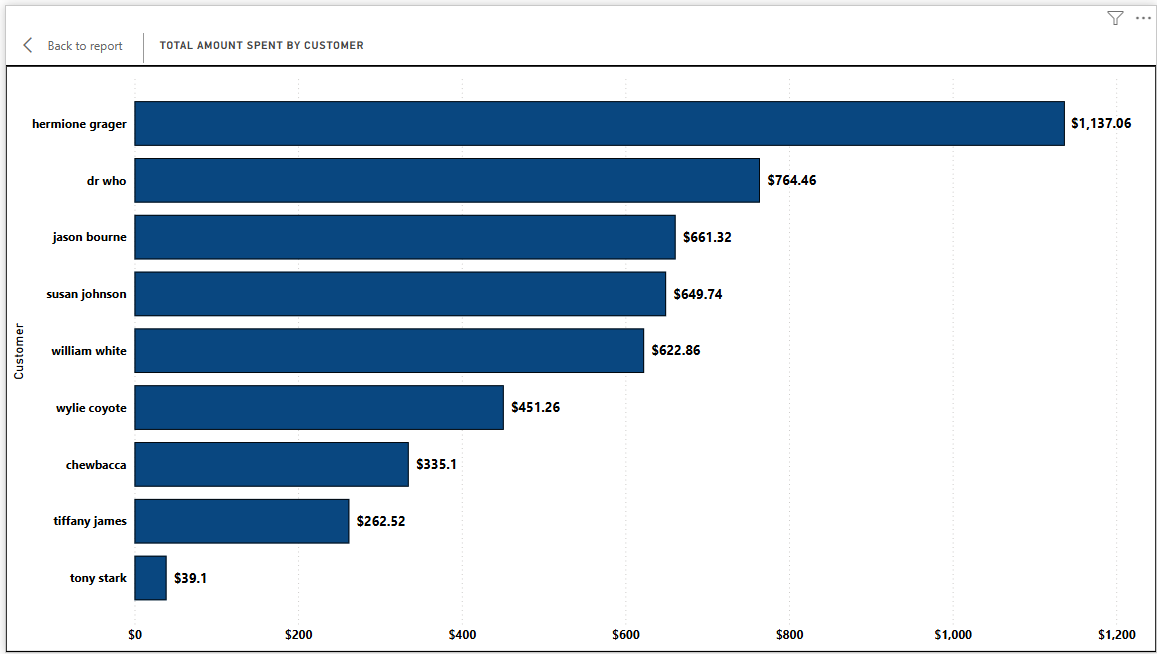 Back to report
TOTAL AMOUNT SPENT BY CUSTOMER
Customer
hermione grager $1,137.06
dr who $764.46
jason bourne $661.32
susan johnson $649.74
william white $622.86
wylie coyote $451.26
chewbacca $335.1
tiffany james $262.52
tony stark $39.1
$0 $200 $400 $600 $800 $1,000 $1,200